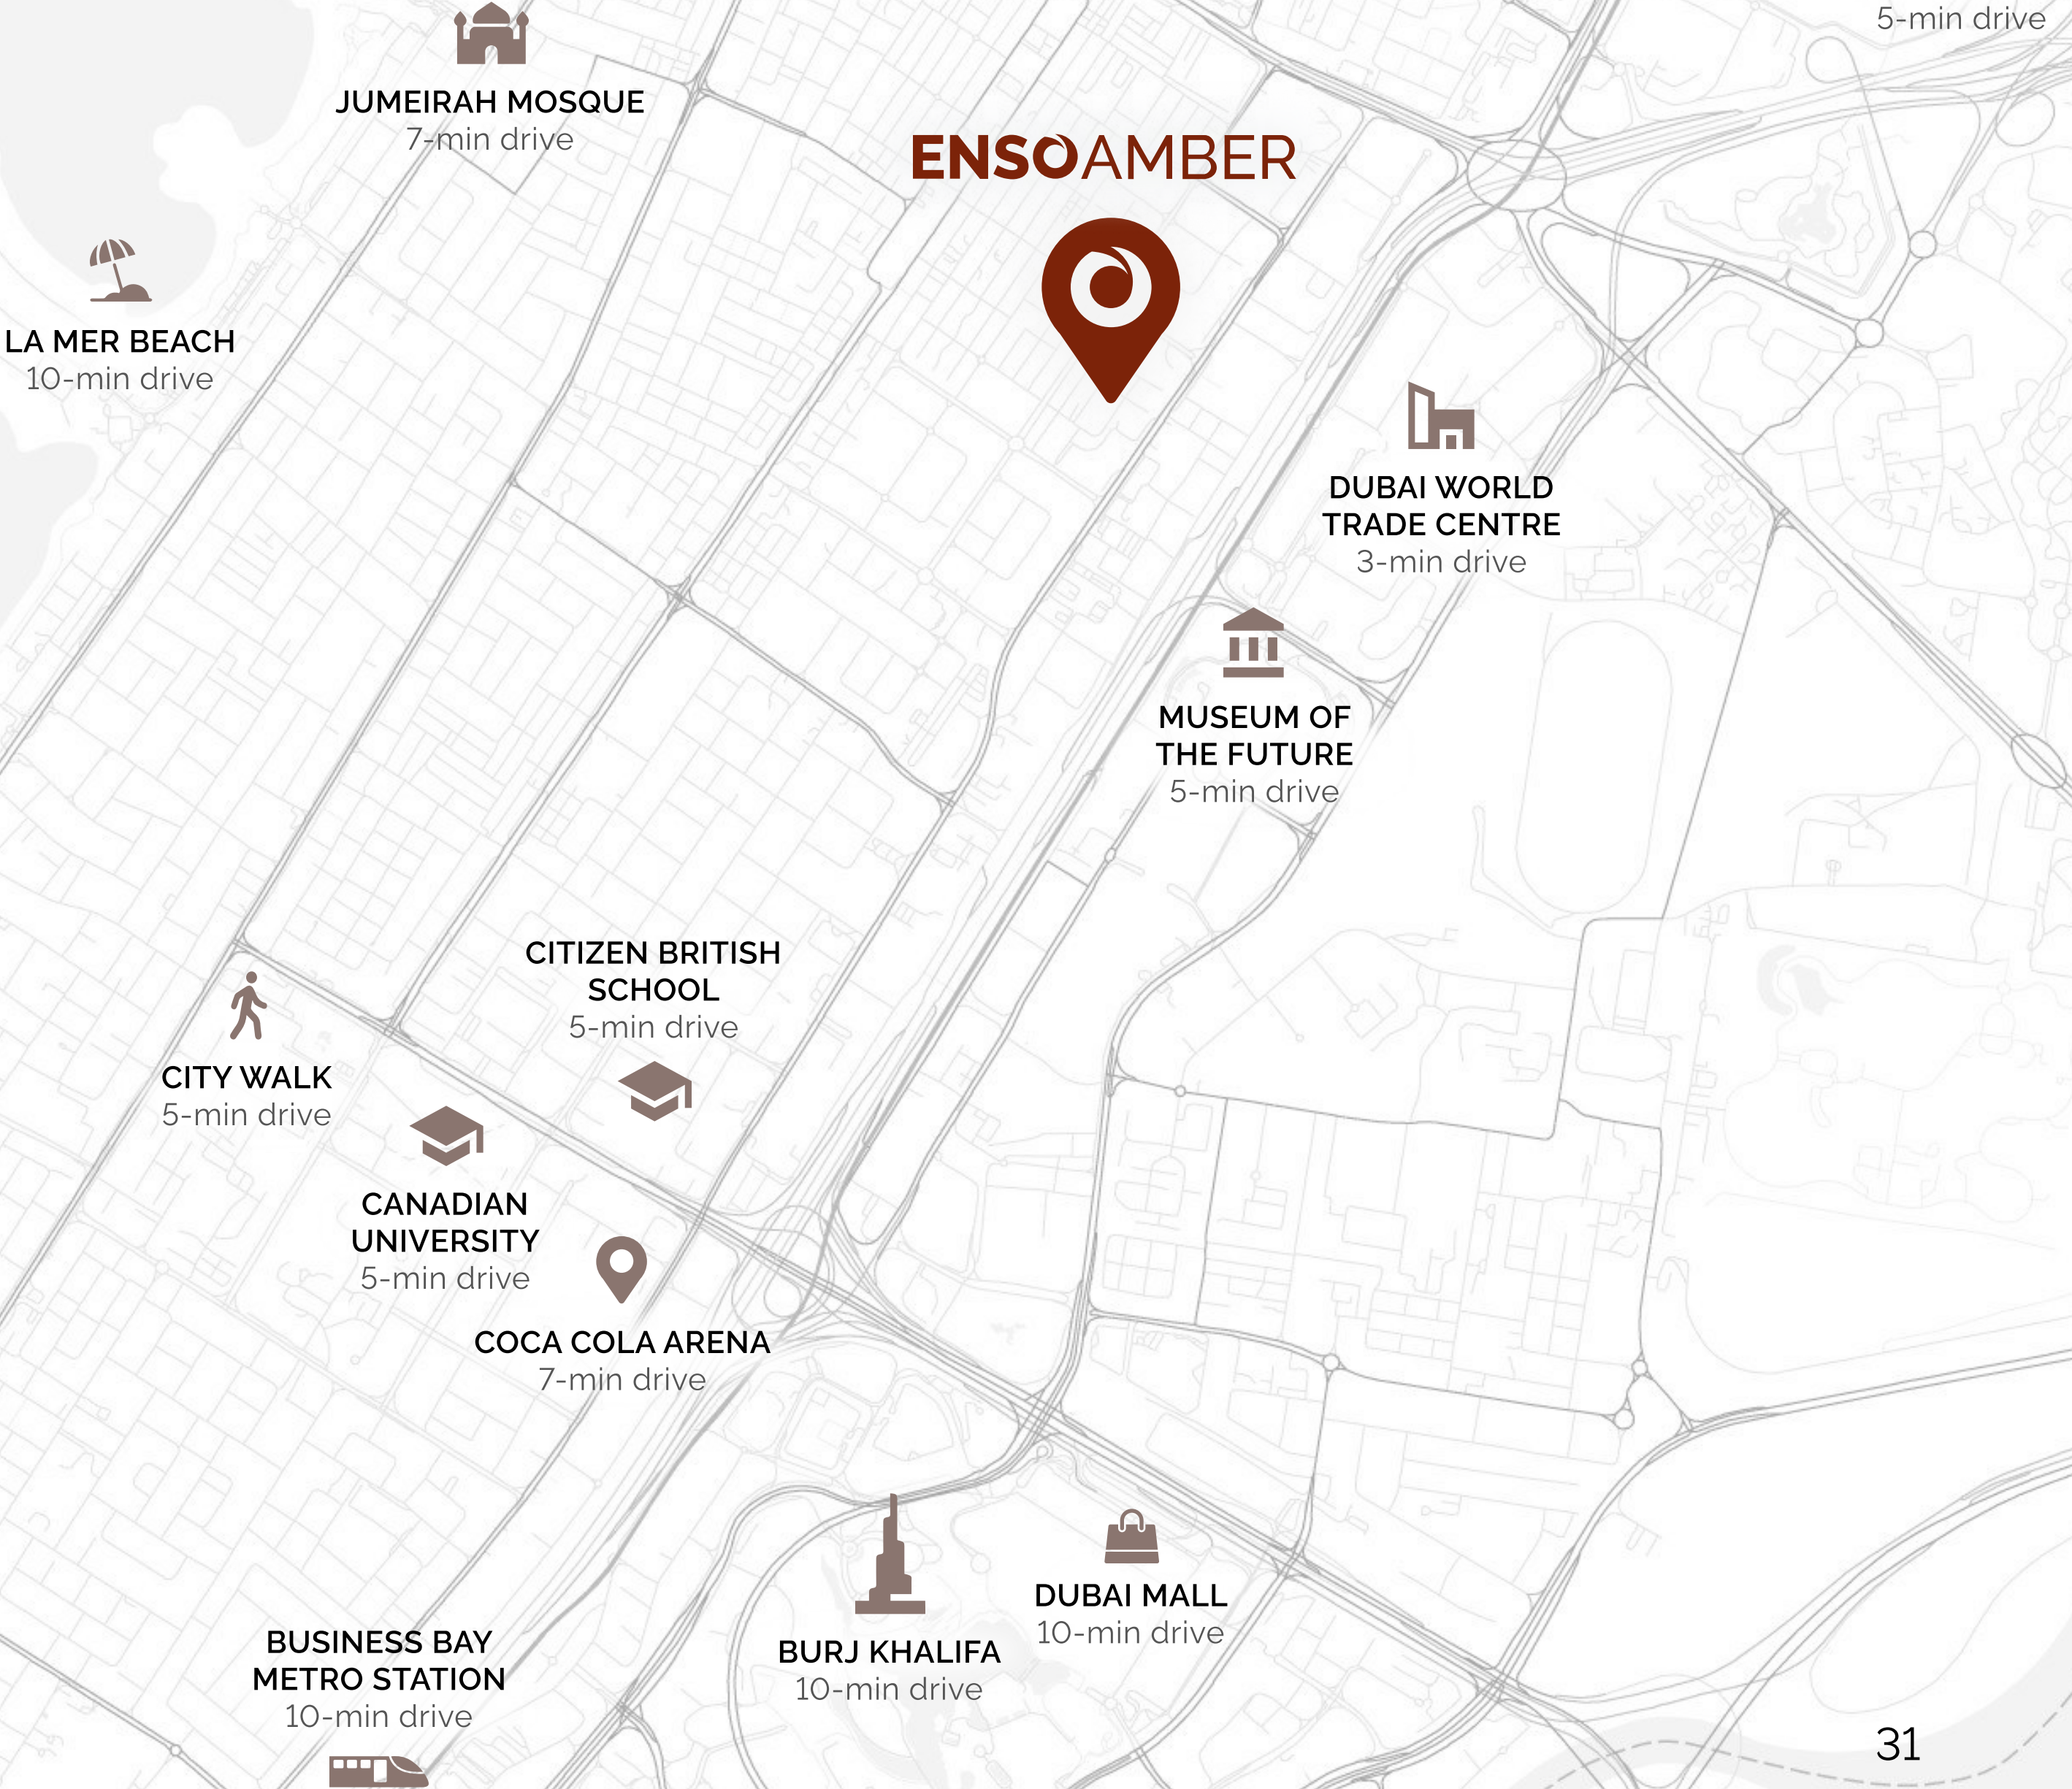 5-min drive
JUMEIRAH MOSQUE
7-min drive
ENSOAMBER
LA MER BEACH
10-min drive
DUBAI WORLD
TRADE CENTRE
3-min drive
MUSEUM OF
THE FUTURE
5-min drive
CITIZEN BRITISH
SCHOOL
5-min drive
CITY WALK
5-min drive
CANADIAN
UNIVERSITY
5-min drive
COCA COLA ARENA
7-min drive
DUBAI MALL
10-min drive
BURJ KHALIFA
10-min drive
BUSINESS BAY
METRO STATION
10-min drive
31